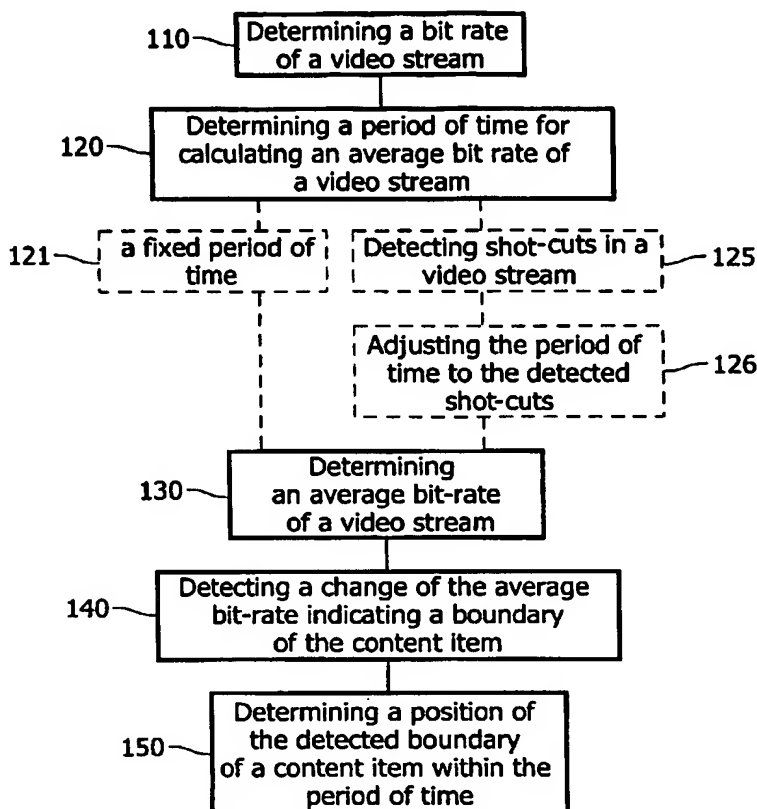 110
Determining a bit rate
of a video stream
120
Determining a period of time for
calculating an average bit rate of
a video stream
121
a fixed period of
time
Detecting shot-cuts in a
video stream
125
Adjusting the period of
time to the detected
shot-cuts
126
130
Determining
an average bit-rate
of a video stream
140
Detecting a change of the average
bit-rate indicating a boundary
of the content item
150
Determining a position of
the detected boundary
of a content item within the
period of time